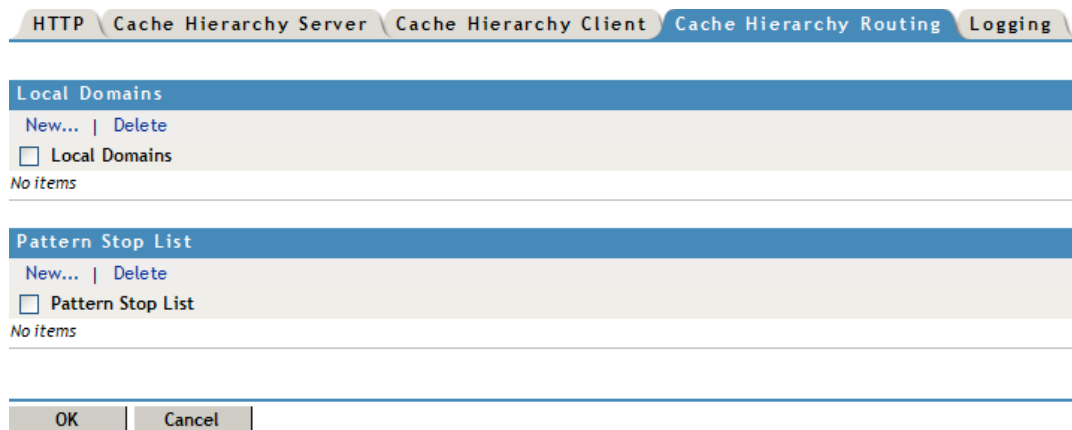 HTTP Cache Hierarchy Server Cache Hierarchy Client Cache Hierarchy Routing Logging
Local Domains
New... | Delete
Local Domains
No items
Pattern Stop List
New... | Delete
Pattern Stop List
No items
OK Cancel